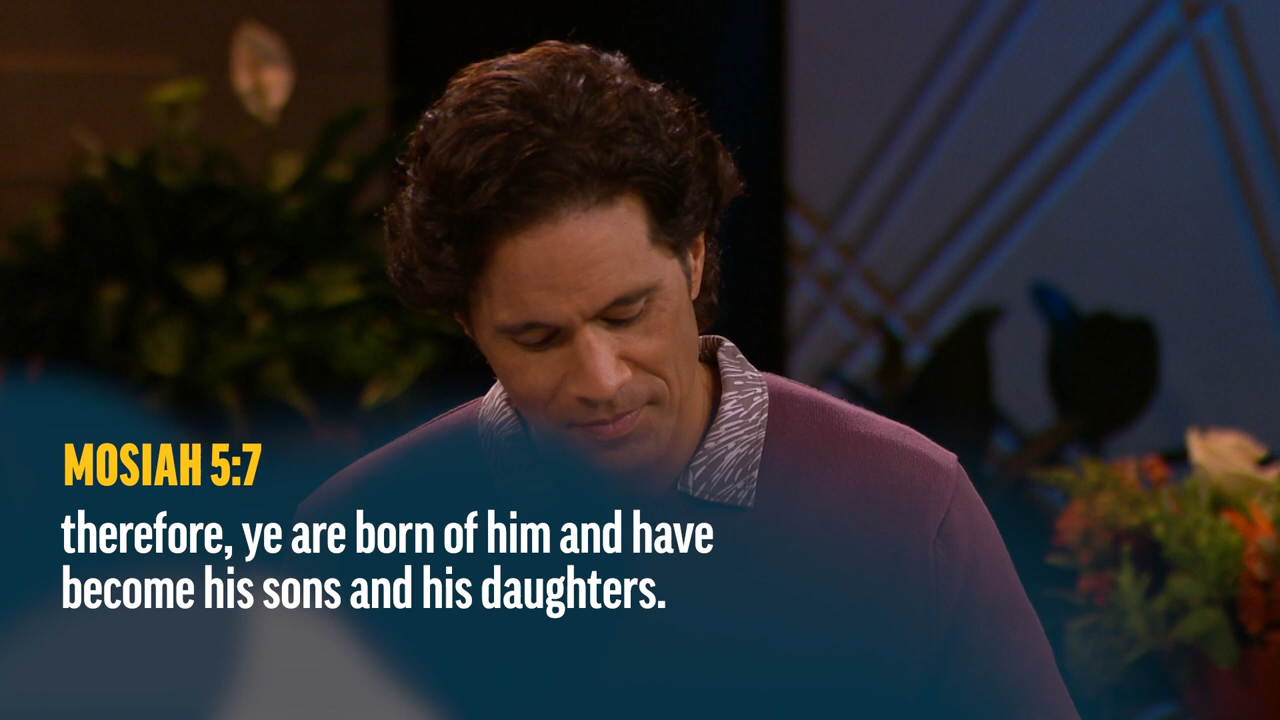 MOSIAH 5:7
therefore, ye are born of him and have
become his sons and his daughters.